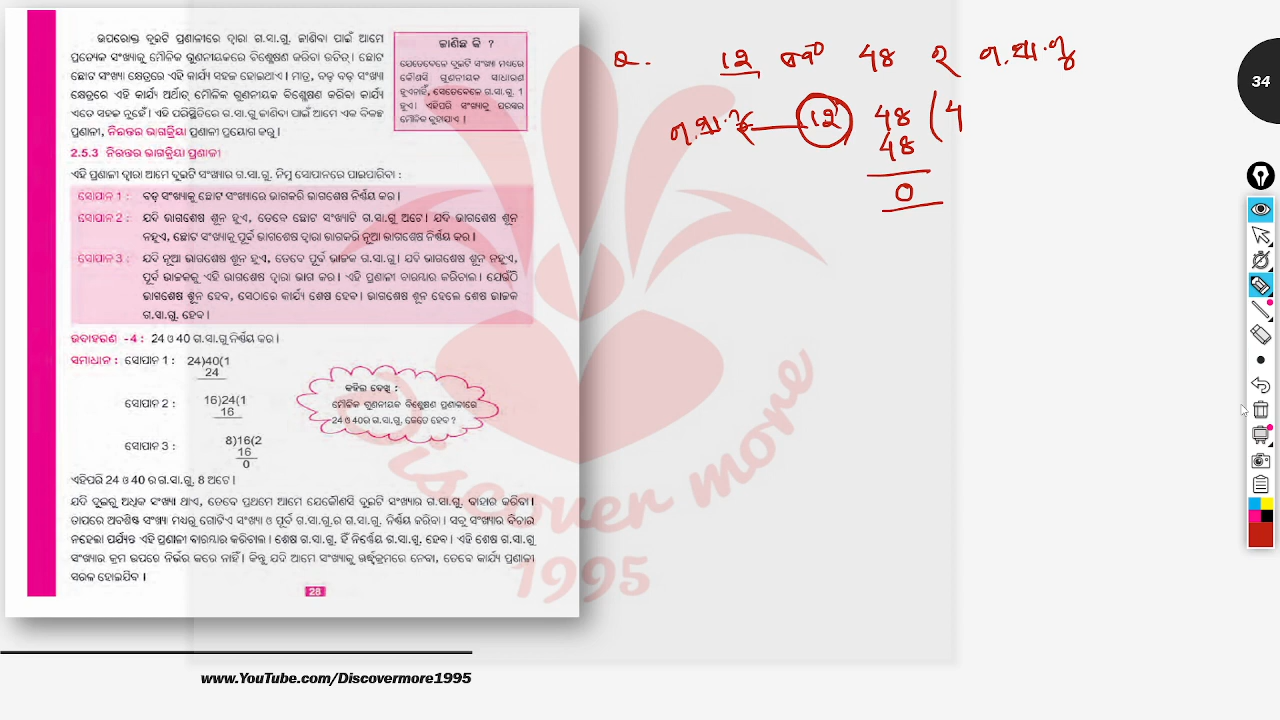 ଉପରୋକ୍ତ ଦୁଇଟି ପ୍ରଣାଳୀରେ ଦ୍ୱାରା ଗ.ସା.ଗୁ. ଜାଣିବା ପାଇଁ ଆମେ
ପ୍ରତ୍ୟେକ ସଂଖ୍ୟାକୁ ମୌଳିକ ଗୁଣନୀୟକରେ ବିଶ୍ଳେଷଣ କରିବା ଉଚିତ୍। ଛୋଟ
ଛୋଟ ସଂଖ୍ୟା କ୍ଷେତ୍ରରେ ଏହି କାର୍ଯ୍ୟ ସହଜ ହୋଇଥାଏ। ମାତ୍ର, ବଡ଼ ବଡ଼ ସଂଖ୍ୟା
କ୍ଷେତ୍ରରେ ଏହି କାର୍ଯ୍ୟ ଅର୍ଥାତ୍ ମୌଳିକ ଗୁଣନୀୟକ ବିଶ୍ଳେଷଣ କରିବା କାର୍ଯ୍ୟ
ଏତେ ସହଜ ନୁହେଁ। ଏହି ପରିସ୍ଥିତିରେ ଗ.ସା.ଗୁ. ଜାଣିବା ପାଇଁ ଆମେ ଏକ ବିକଳ୍ପ
ପ୍ରଣାଳୀ, ନିରନ୍ତର ଭାଗକ୍ରିୟା ପ୍ରଣାଳୀ ପ୍ରୟୋଗ କରୁ।
ଜାଣିଛ କି ?
ଯେତେବେଳେ ଦୁଇଟି ସଂଖ୍ୟା ମଧ୍ୟରେ
କୌଣସି ଗୁଣନୀୟକ ସାଧାରଣ
ହୁଏନାହିଁ, ସେତେବେଳେ ଗ.ସା.ଗୁ. 1
ହୁଏ। ଏହିପରି ସଂଖ୍ୟାକୁ ପରସ୍ପର
ମୌଳିକ କୁହାଯାଏ।
2.5.3 ନିରନ୍ତର ଭାଗକ୍ରିୟା ପ୍ରଣାଳୀ
ଏହି ପ୍ରଣାଳୀ ଦ୍ୱାରା ଆମେ ଦୁଇଟି ସଂଖ୍ୟାର ଗ.ସା.ଗୁ. ନିମ୍ନ ସୋପାନରେ ପାଇପାରିବା :
ସୋପାନ 1 : ବଡ଼ ସଂଖ୍ୟାକୁ ଛୋଟ ସଂଖ୍ୟାରେ ଭାଗକରି ଭାଗଶେଷ ନିର୍ଣ୍ଣୟ କର।
ସୋପାନ 2 : ଯଦି ଭାଗଶେଷ ଶୂନ ହୁଏ, ତେବେ ଛୋଟ ସଂଖ୍ୟାଟି ଗ.ସା.ଗୁ ଅଟେ। ଯଦି ଭାଗଶେଷ ଶୂନ
ନହୁଏ, ଛୋଟ ସଂଖ୍ୟାକୁ ପୂର୍ବ ଭାଗଶେଷ ଦ୍ୱାରା ଭାଗକରି ନୂଆ ଭାଗଶେଷ ନିର୍ଣ୍ଣୟ କର।
ସୋପାନ 3 : ଯଦି ନୂଆ ଭାଗଶେଷ ଶୂନ ହୁଏ, ତେବେ ପୂର୍ବ ଭାଜକ ଗ.ସା.ଗୁ। ଯଦି ଭାଗଶେଷ ଶୂନ ନହୁଏ,
ପୂର୍ବ ଭାଜକକୁ ଏହି ଭାଗଶେଷ ଦ୍ୱାରା ଭାଗ କର। ଏହି ପ୍ରଣାଳୀ ବାରମ୍ବାର କରିଚାଲ। ଯେଉଁଠି
ଭାଗଶେଷ ଶୂନ ହେବ, ସେଠାରେ କାର୍ଯ୍ୟ ଶେଷ ହେବ। ଭାଗଶେଷ ଶୂନ ହେଲେ ଶେଷ ଭାଜକ
ଗ.ସା.ଗୁ. ହେବ।
ଉଦାହରଣ -4 : 24 ଓ 40 ଗ.ସା.ଗୁ ନିର୍ଣ୍ଣୟ କର।
ସମାଧାନ : ସୋପାନ 1 : 24)40(1
24
ସୋପାନ 2 : 16)24(1
16
ସୋପାନ 3 : 8)16(2
16
0
କହିଲ ଦେଖି :
ମୌଳିକ ଗୁଣନୀୟକ ବିଶ୍ଳେଷଣ ପ୍ରଣାଳୀରେ
24 ଓ 40ର ଗ.ସା.ଗୁ. କେତେ ହେବ ?
ଏହିପରି 24 ଓ 40 ର ଗ.ସା.ଗୁ. 8 ଅଟେ।
ଯଦି ଦୁଇରୁ ଅଧିକ ସଂଖ୍ୟା ଥାଏ, ତେବେ ପ୍ରଥମେ ଆମେ ଯେକୌଣସି ଦୁଇଟି ସଂଖ୍ୟାର ଗ.ସା.ଗୁ. ବାହାର କରିବା।
ତାପରେ ଅବଶିଷ୍ଟ ସଂଖ୍ୟା ମଧ୍ୟରୁ ଗୋଟିଏ ସଂଖ୍ୟା ଓ ପୂର୍ବ ଗ.ସା.ଗୁ.ର ଗ.ସା.ଗୁ. ନିର୍ଣ୍ଣୟ କରିବା। ସବୁ ସଂଖ୍ୟାର ବିଚାର
ନହେଲା ପର୍ଯ୍ୟନ୍ତ ଏହି ପ୍ରଣାଳୀ ବାରମ୍ବାର କରିଚାଲ। ଶେଷ ଗ.ସା.ଗୁ. ହିଁ ନିର୍ଣ୍ଣେୟ ଗ.ସା.ଗୁ. ହେବ। ଏହି ଶେଷ ଗ.ସା.ଗୁ
ସଂଖ୍ୟାର କ୍ରମ ଉପରେ ନିର୍ଭର କରେ ନାହିଁ। କିନ୍ତୁ ଯଦି ଆମେ ସଂଖ୍ୟାକୁ ଊର୍ଦ୍ଧ୍ୱକ୍ରମରେ ନେବା, ତେବେ କାର୍ଯ୍ୟ ପ୍ରଣାଳୀ
ସରଳ ହୋଇଯିବ।
28
12 48 ର ଗ.ସା.ଗୁ
ଗ.ସା.ଗୁ 12 48 (4
48
0
34
Discover more
1995
www.YouTube.com/Discovermore1995